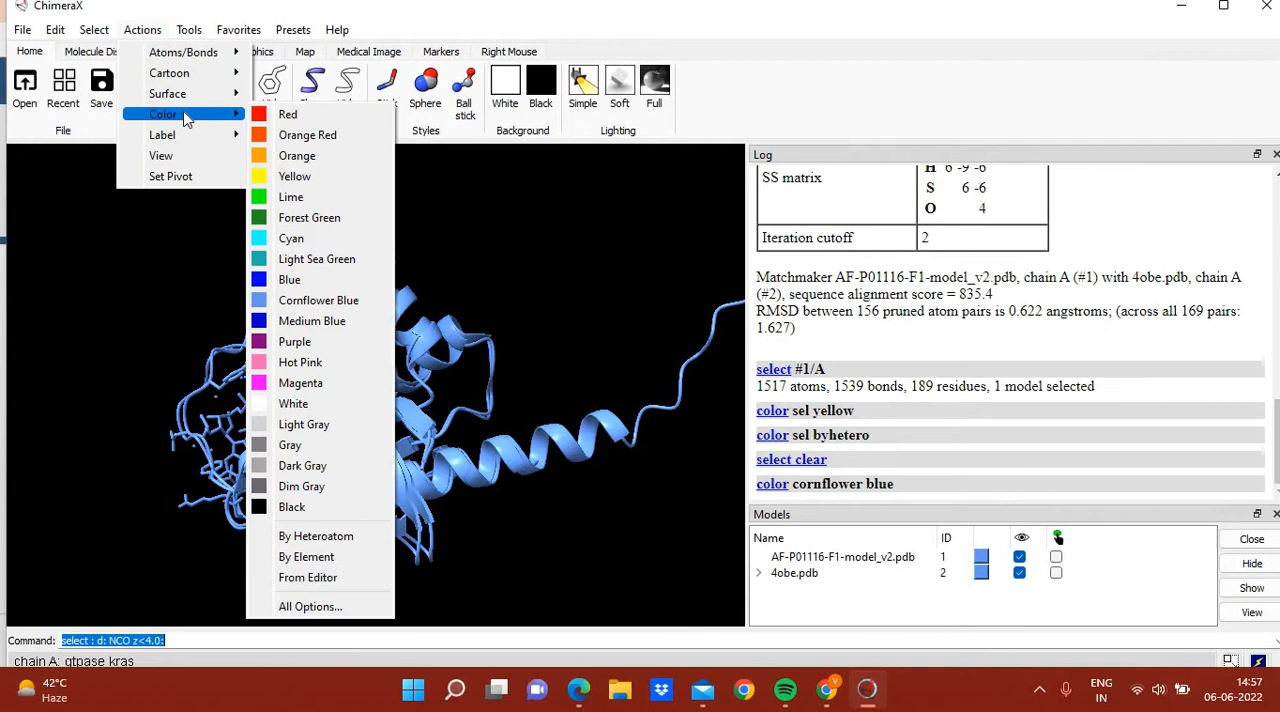 ChimeraX
File Edit Select Actions Tools Favorites Presets Help
Home Molecule Dis phics Map Medical Image Markers Right Mouse
Open Recent Save
File
Atoms/Bonds
Cartoon
Surface
Color
Label
View
Set Pivot
Sphere Ball stick
Styles
White Black
Background
Simple Soft Full
Lighting
Red
Orange Red
Orange
Yellow
Lime
Forest Green
Cyan
Light Sea Green
Blue
Cornflower Blue
Medium Blue
Purple
Hot Pink
Magenta
White
Light Gray
Gray
Dark Gray
Dim Gray
Black
By Heteroatom
By Element
From Editor
All Options...
Log
SS matrix
H 6 -9 -6
S 6 -6
O 4
Iteration cutoff 2
Matchmaker AF-P01116-F1-model_v2.pdb, chain A (#1) with 4obe.pdb, chain A
(#2), sequence alignment score = 835.4
RMSD between 156 pruned atom pairs is 0.622 angstroms; (across all 169 pairs:
1.627)
select #1/A
1517 atoms, 1539 bonds, 189 residues, 1 model selected
color sel yellow
color sel byhetero
select clear
color cornflower blue
Models
Name ID
AF-P01116-F1-model_v2.pdb 1
4obe.pdb 2
Close
Hide
Show
View
Command: select : d: NCO z<4.0:
chain A: gtpase kras
42°C
Haze
ENG
IN
14:57
06-06-2022